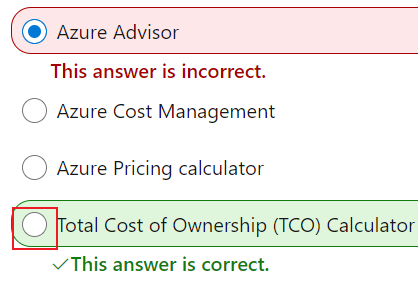 Azure Advisor
This answer is incorrect.
Azure Cost Management
Azure Pricing calculator
Total Cost of Ownership (TCO) Calculator
This answer is correct.